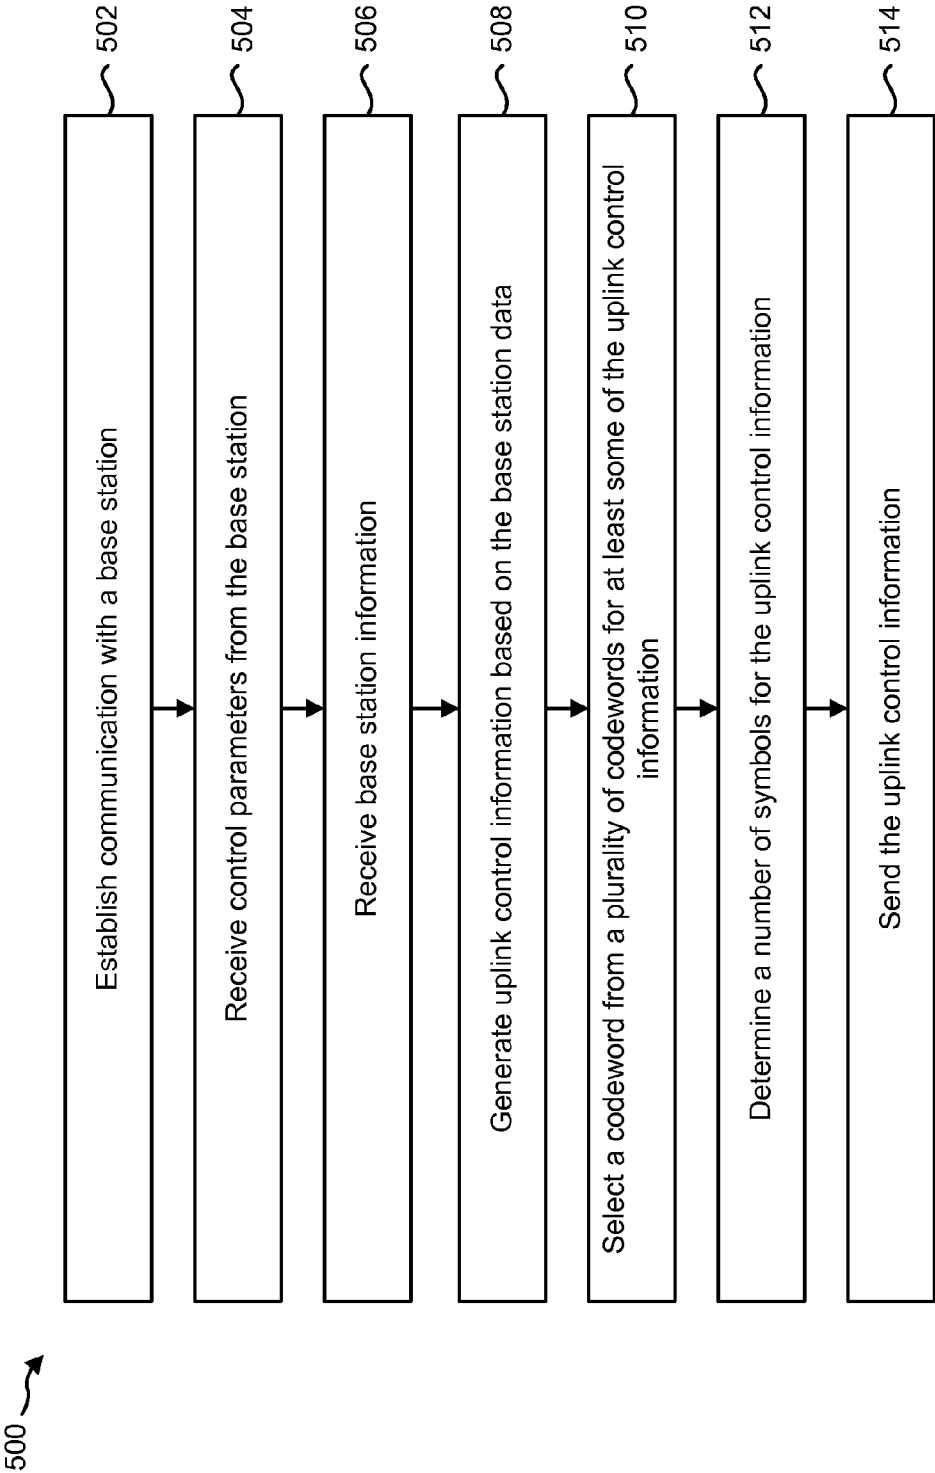 500
Establish communication with a base station
502
Receive control parameters from the base station
504
Receive base station information
506
Generate uplink control information based on the base station data
508
Select a codeword from a plurality of codewords for at least some of the uplink control
information
510
Determine a number of symbols for the uplink control information
512
Send the uplink control information
514